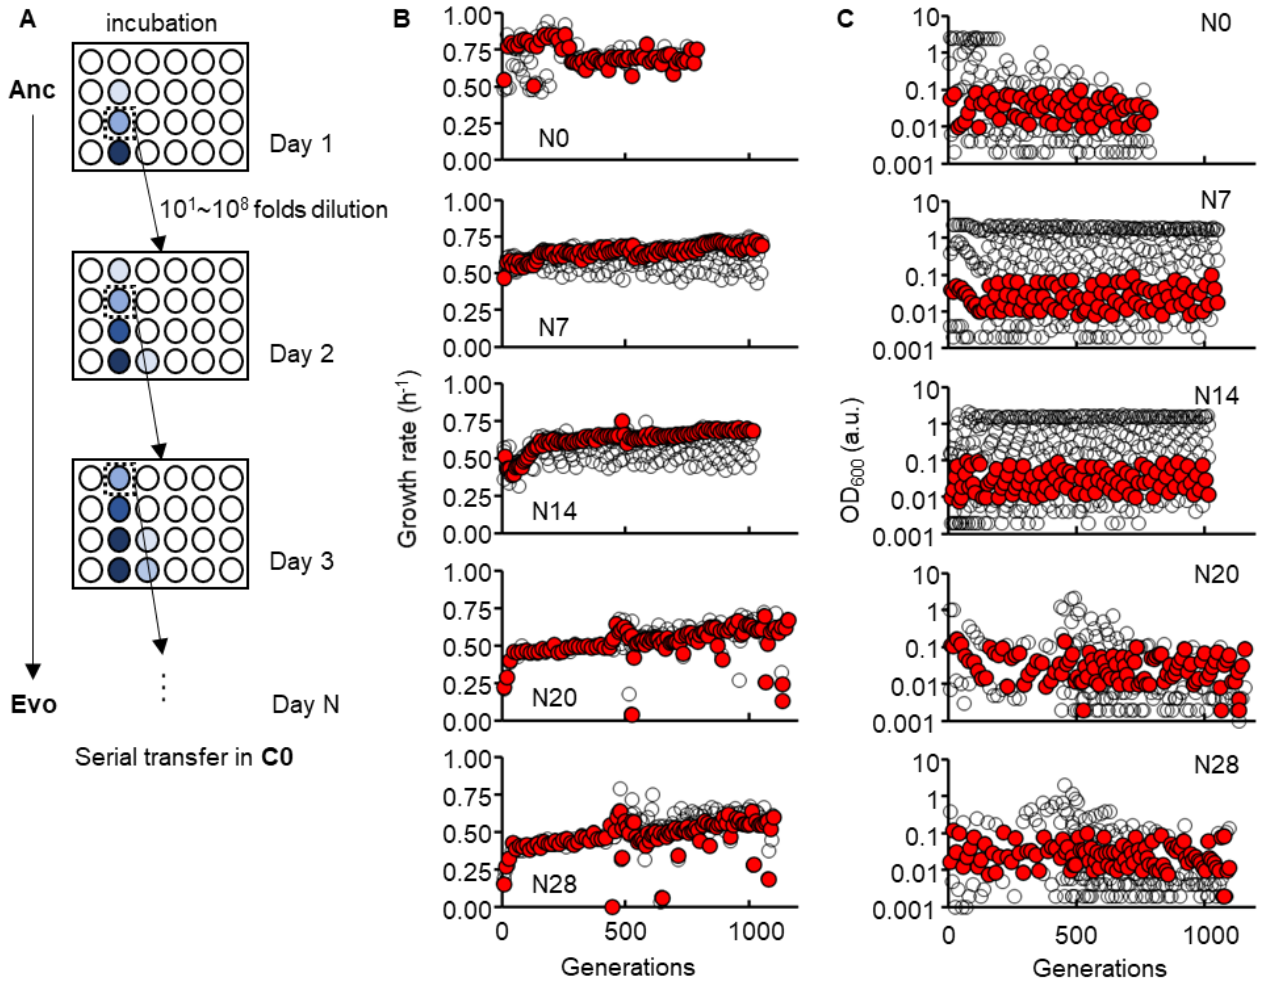 A
incubation
Anc
Day 1
10¹~10⁸ folds dilution
Day 2
Day 3
⋮
Evo
Day N
Serial transfer in C0
B
Growth rate (h⁻¹)
1.00
0.75
0.50
0.25
0.00
N0
1.00
0.75
0.50
0.25
0.00
N7
1.00
0.75
0.50
0.25
0.00
N14
1.00
0.75
0.50
0.25
0.00
N20
1.00
0.75
0.50
0.25
0.00
N28
0 500 1000
Generations
C
OD₆₀₀ (a.u.)
10
1
0.1
0.01
0.001
N0
10
1
0.1
0.01
0.001
N7
10
1
0.1
0.01
0.001
N14
10
1
0.1
0.01
0.001
N20
10
1
0.1
0.01
0.001
N28
0 500 1000
Generations